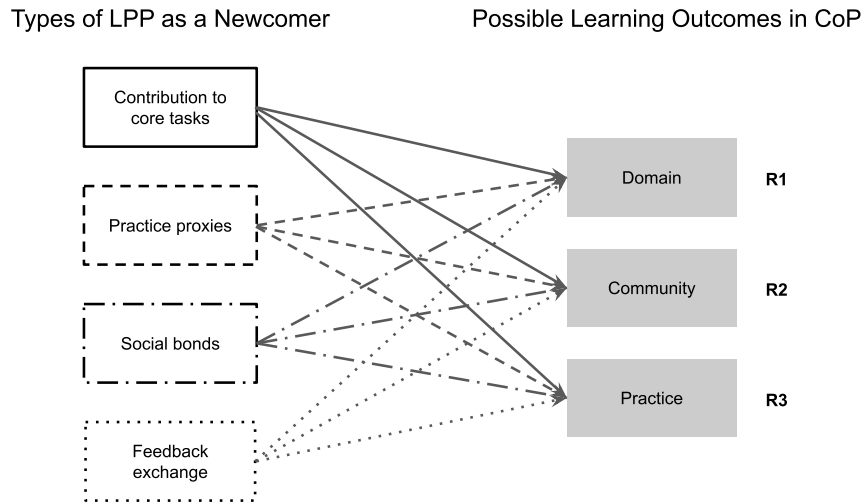 Types of LPP as a Newcomer
Possible Learning Outcomes in CoP
Contribution to
core tasks
Practice proxies
Social bonds
Feedback
exchange
Domain
R1
Community
R2
Practice
R3